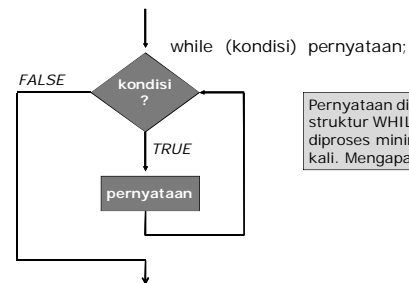 while (kondisi) pernyataan;
FALSE
kondisi
?
TRUE
pernyataan
Pernyataan di
struktur WHIL
diproses minim
kali. Mengapa